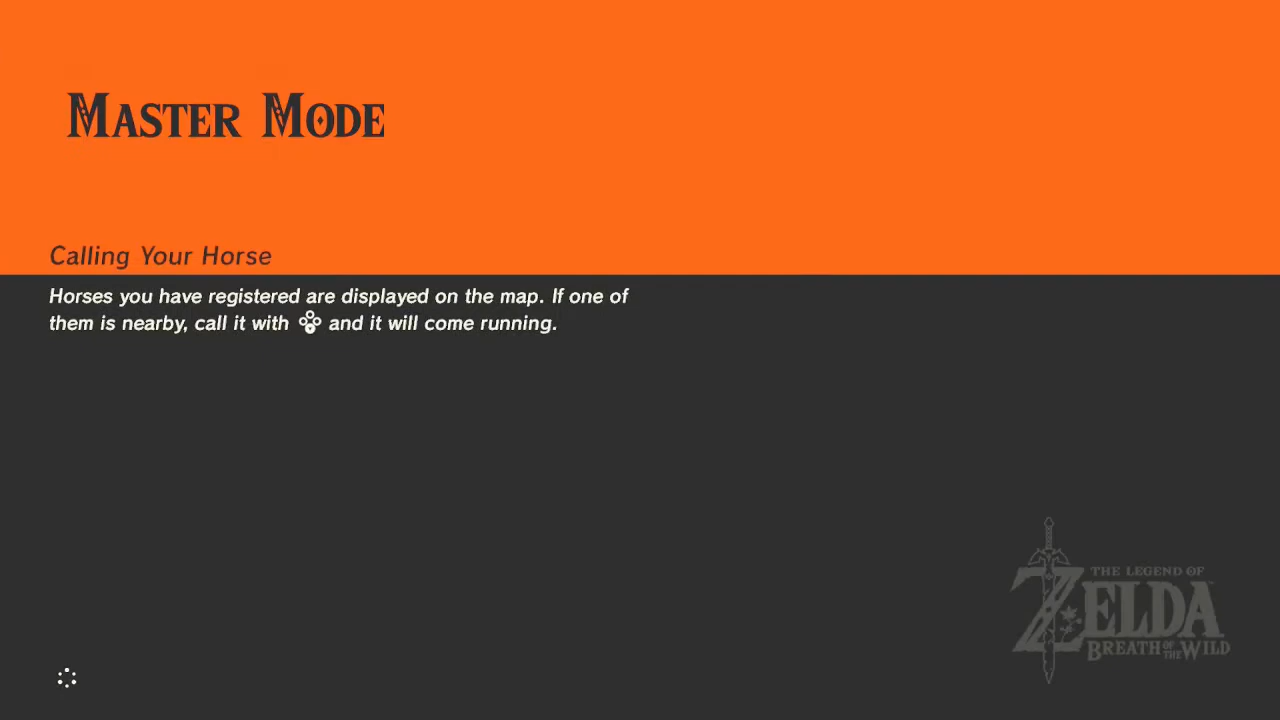 Master Mode
Calling Your Horse
Horses you have registered are displayed on the map. If one of
them is nearby, call it with and it will come running.
THE LEGEND OF
ZELDA
BREATH OF THE WILD